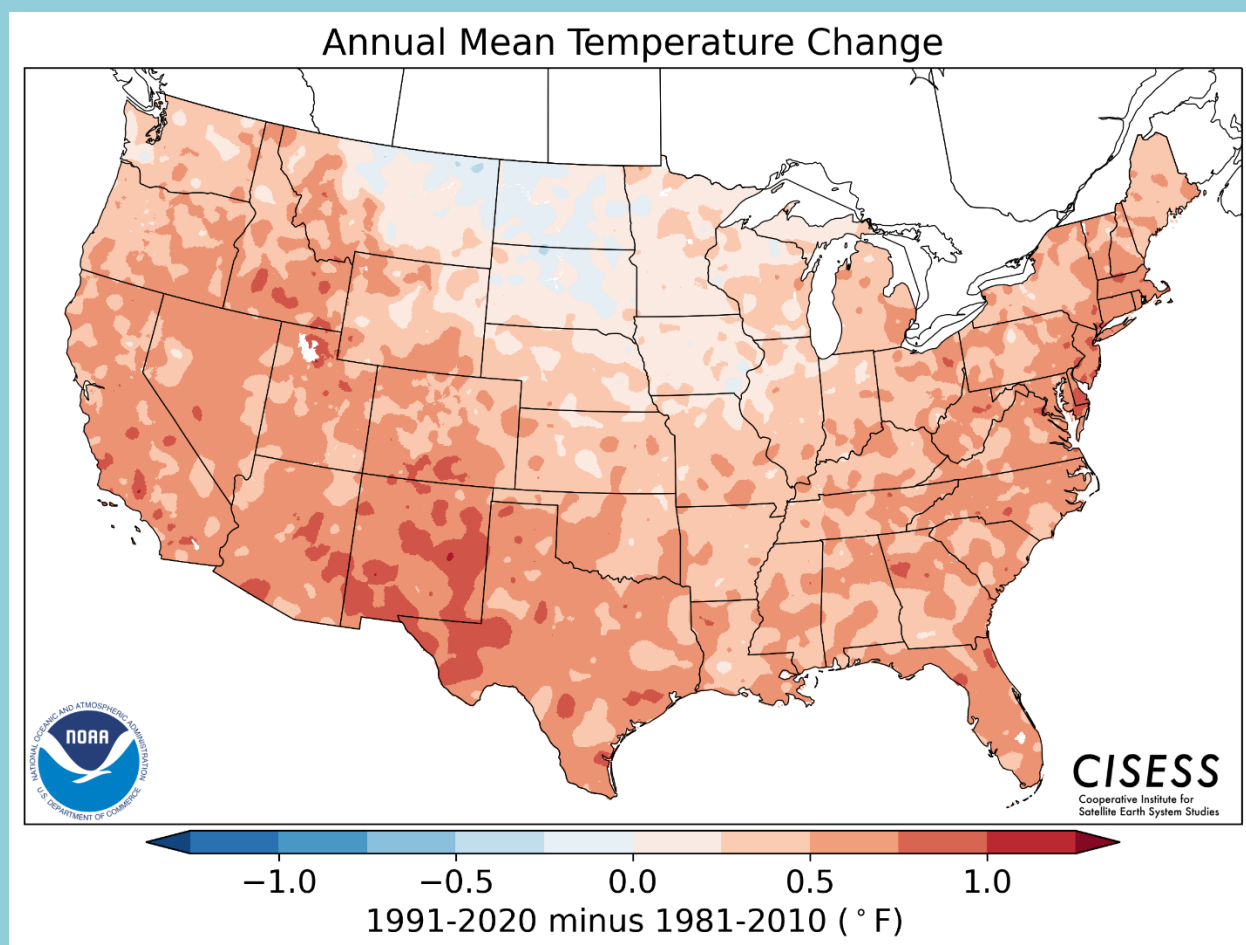 Annual Mean Temperature Change
NATIONAL OCEANIC AND ATMOSPHERIC ADMINISTRATION
NOAA
U.S. DEPARTMENT OF COMMERCE
CISESS
Cooperative Institute for
Satellite Earth System Studies
−1.0 −0.5 0.0 0.5 1.0
1991-2020 minus 1981-2010 (°F)